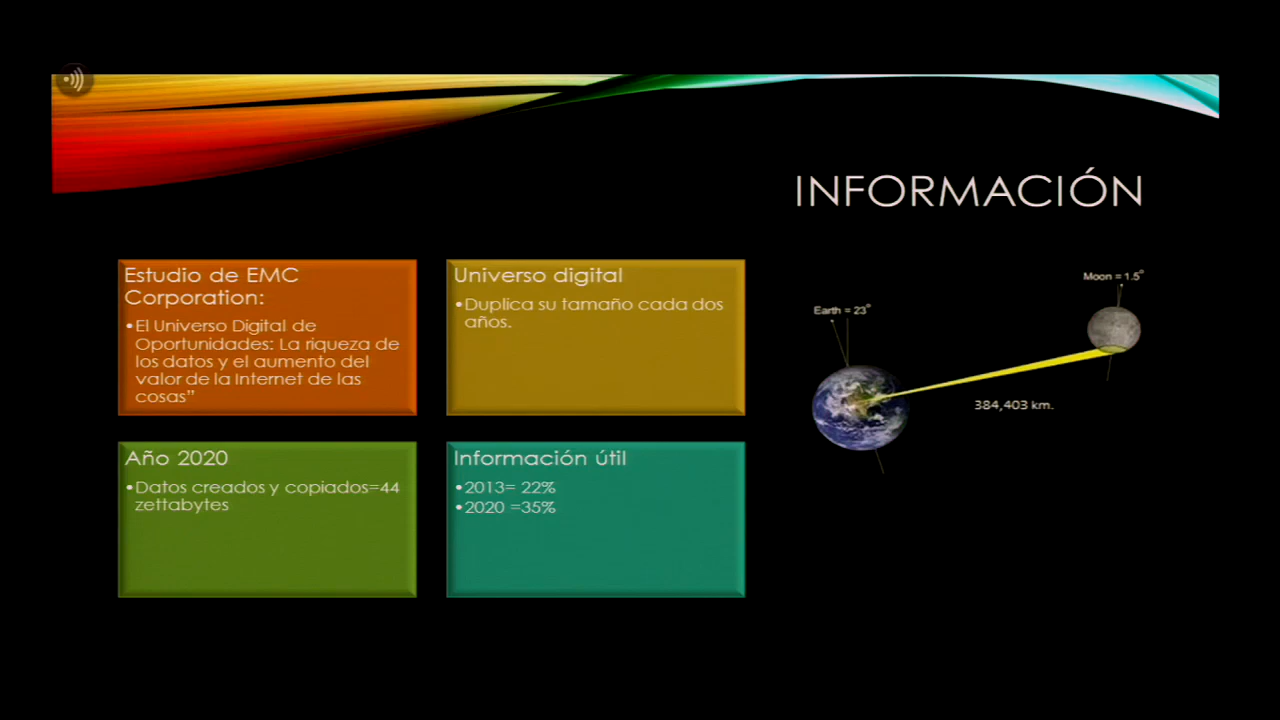 INFORMACIÓN
Estudio de EMC
Corporation:
•El Universo Digital de
Oportunidades: La riqueza de
los datos y el aumento del
valor de la Internet de las
cosas”
Universo digital
•Duplica su tamaño cada dos
años.
Año 2020
•Datos creados y copiados=44
zettabytes
Información útil
•2013= 22%
•2020 =35%
Moon = 1.5°
Earth = 23°
384,403 km.